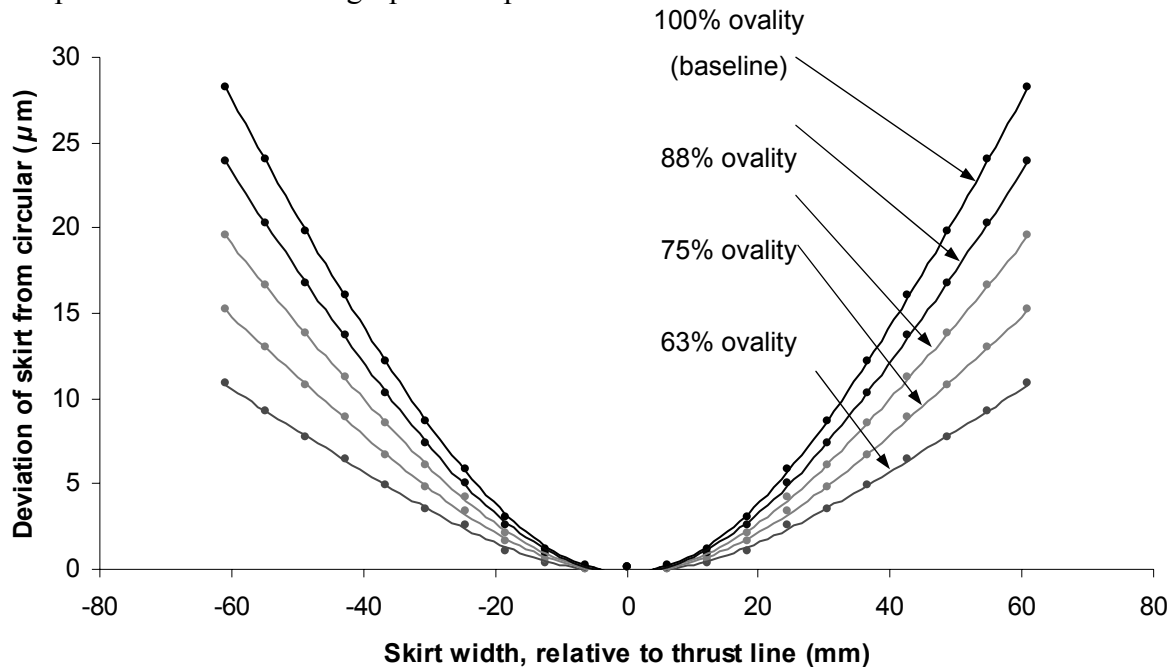 100% ovality
(baseline)
88% ovality
75% ovality
63% ovality
Deviation of skirt from circular (µm)
30
25
20
15
10
5
0
-80 -60 -40 -20 0 20 40 60 80
Skirt width, relative to thrust line (mm)